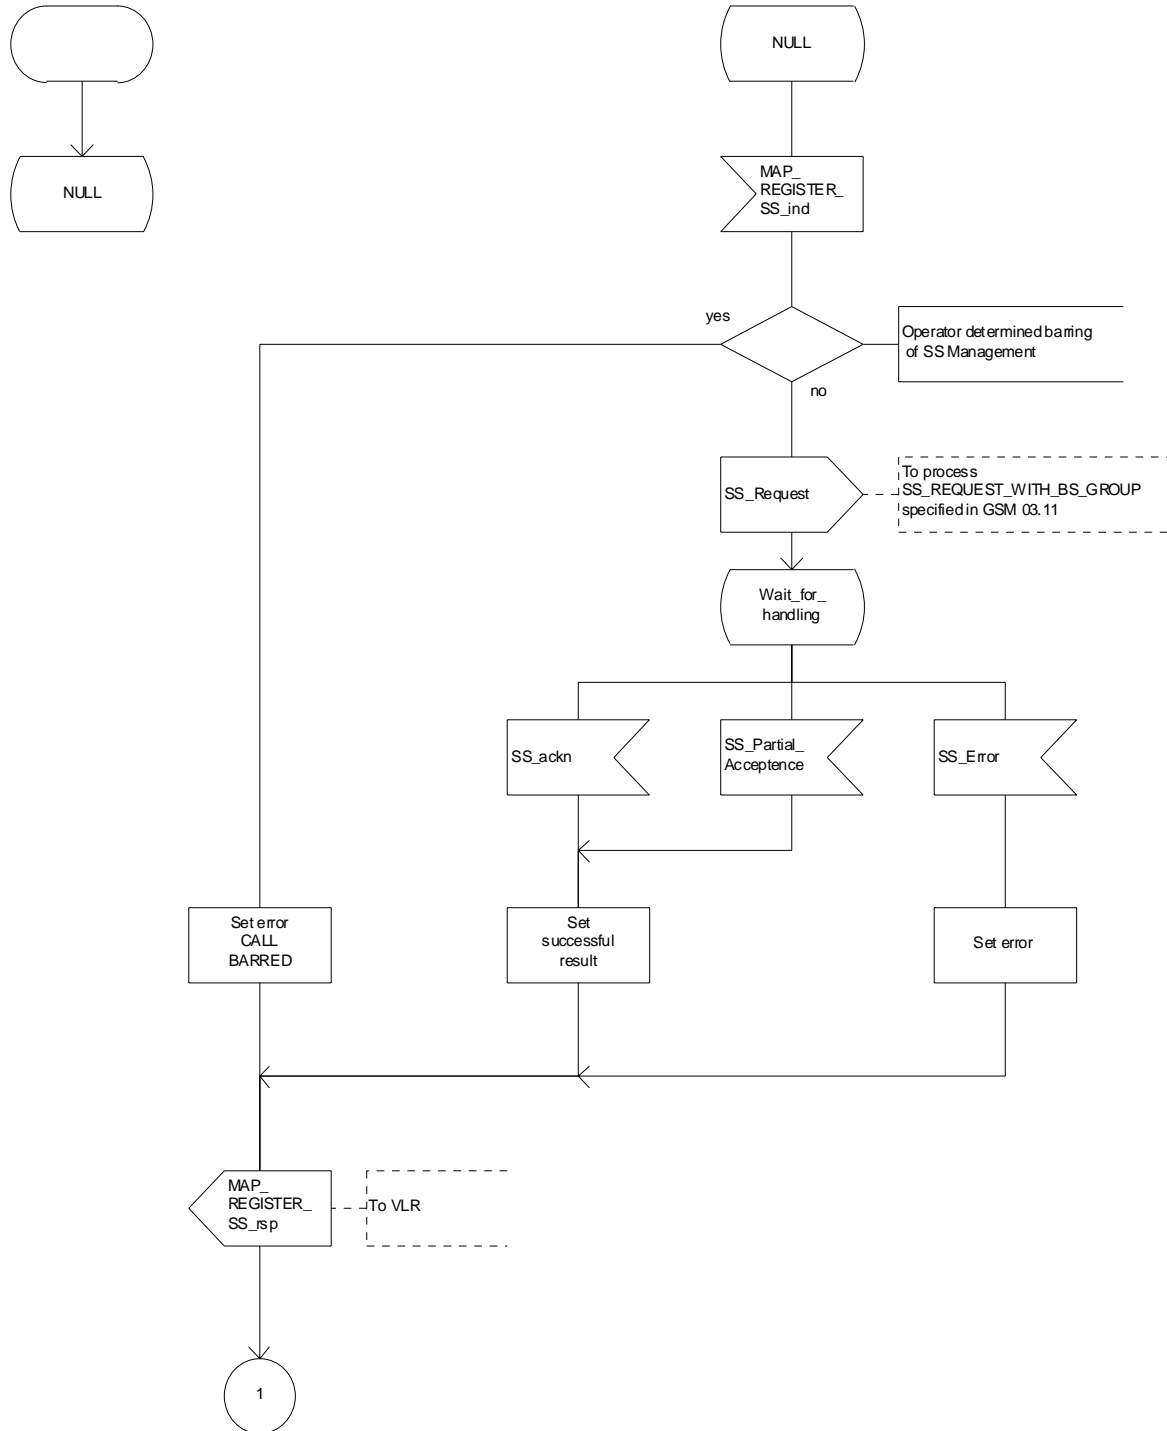 NULL
NULL
MAP_
REGISTER_
SS_ind
yes
Operator determined barring
of SS Management
no
SS_Request
To process
SS_REQUEST_WITH_BS_GROUP
specified in GSM 03.11
Wait_for_
handling
SS_ackn
SS_Partial_
Acceptence
SS_Error
Set error
CALL
BARRED
Set
successful
result
Set error
MAP_
REGISTER_
SS_rsp
To VLR
1